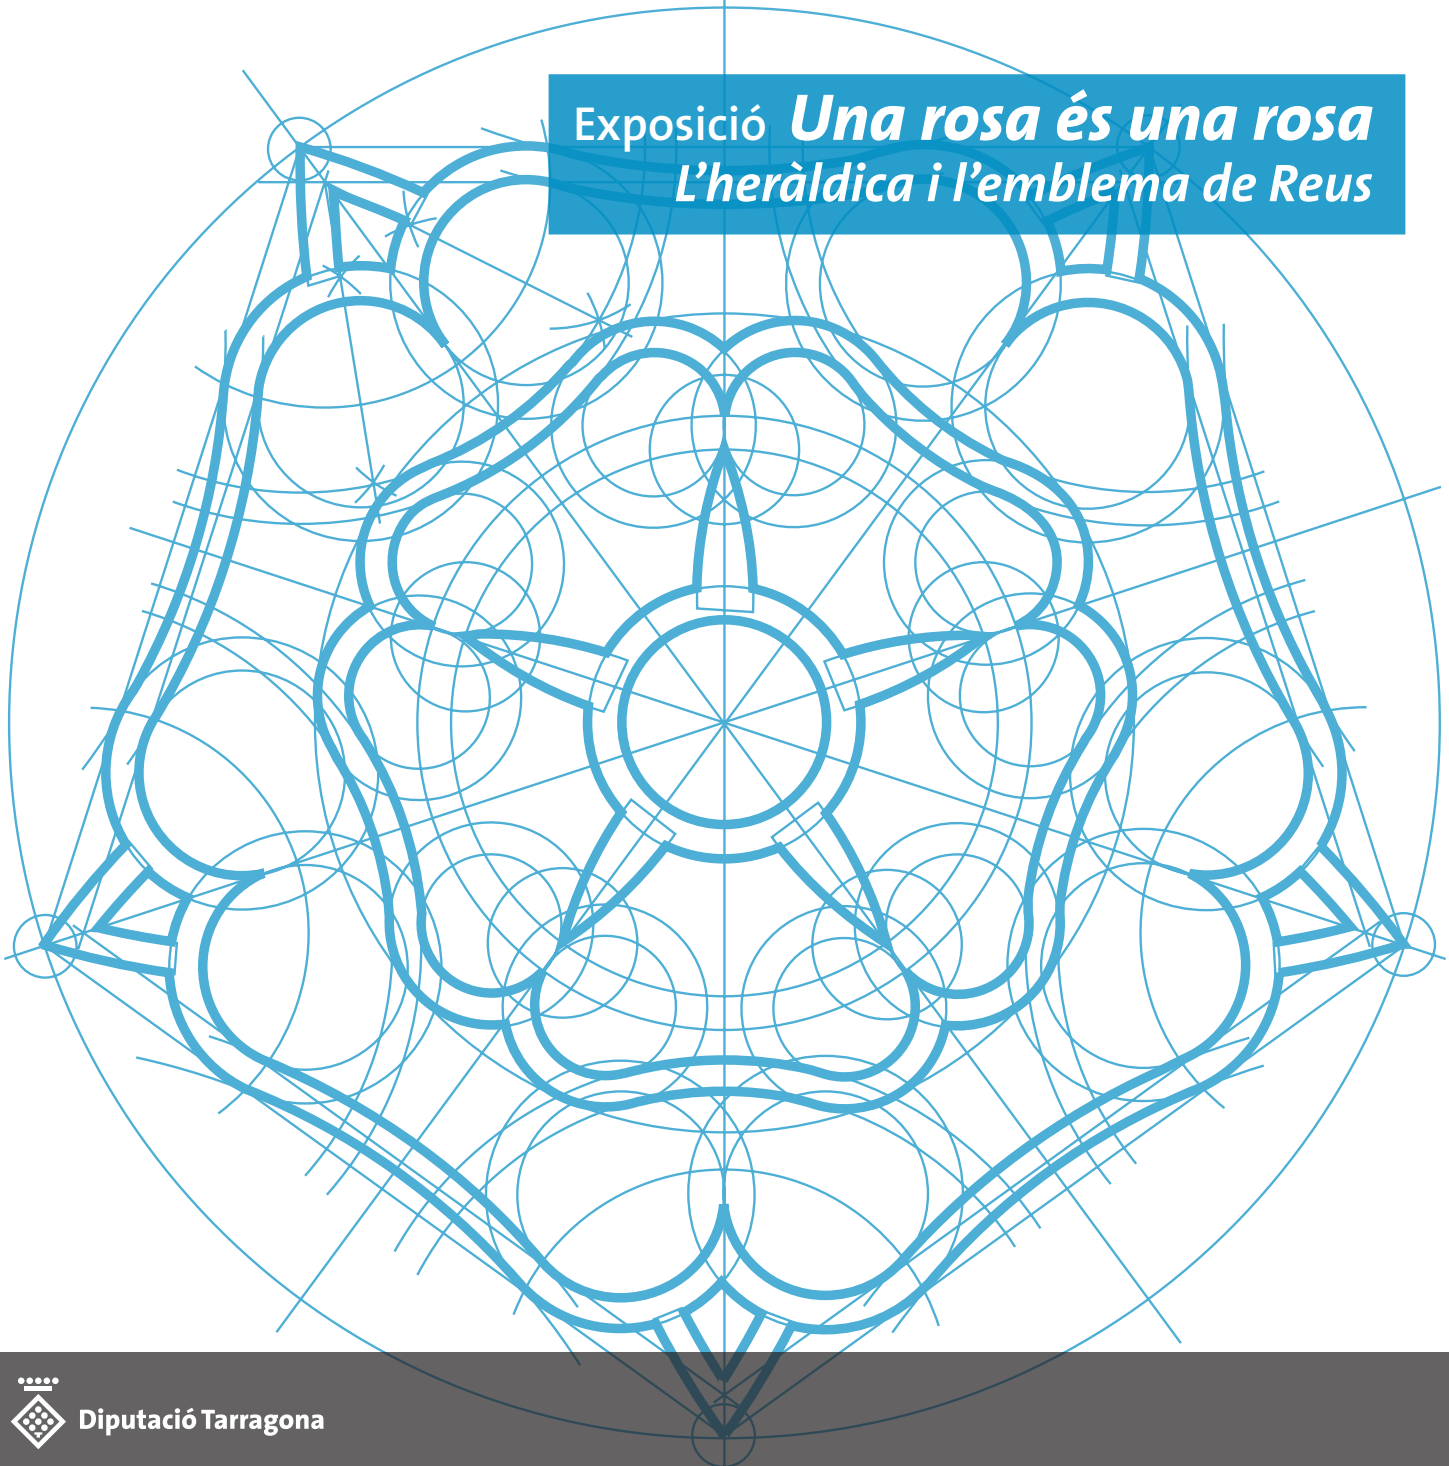 Exposició Una rosa és una rosa
L'heràldica i l'emblema de Reus
Diputació Tarragona